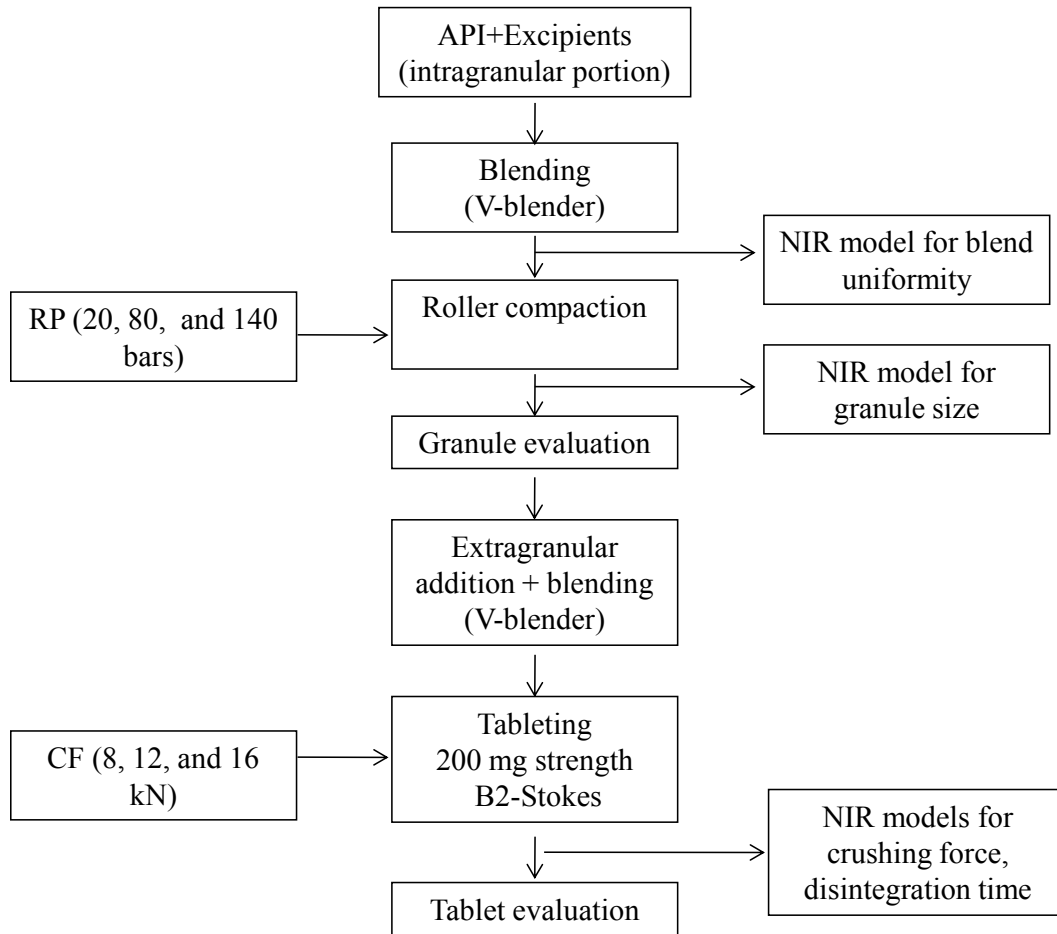 API+Excipients
(intragranular portion)
Blending
(V-blender)
NIR model for blend
uniformity
RP (20, 80, and 140
bars)
Roller compaction
NIR model for
granule size
Granule evaluation
Extragranular
addition + blending
(V-blender)
CF (8, 12, and 16
kN)
Tableting
200 mg strength
B2-Stokes
NIR models for
crushing force,
disintegration time
Tablet evaluation